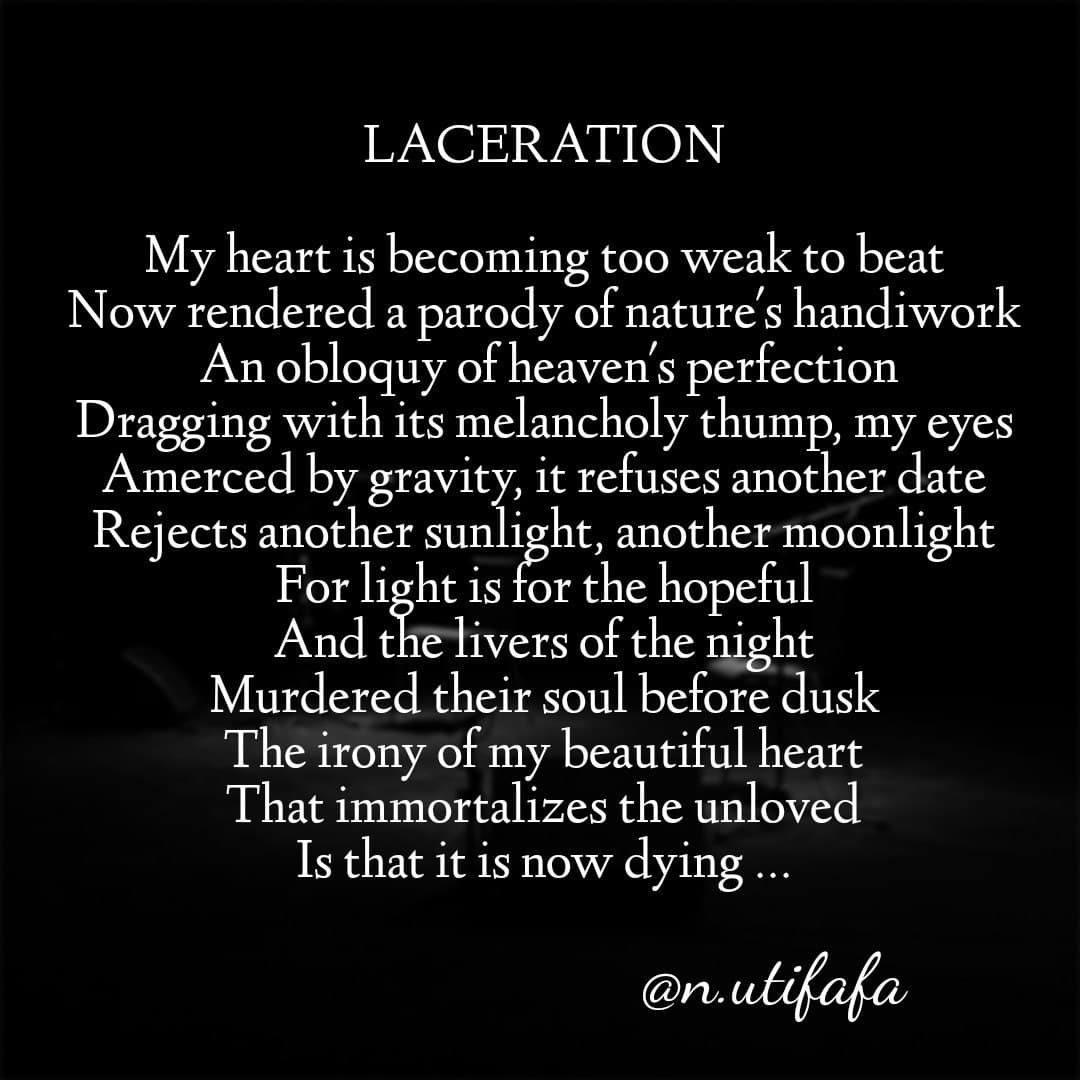 LACERATION
My heart is becoming too weak to beat
Now rendered a parody of nature's handiwork
An obloquy of heaven's perfection
Dragging with its melancholy thump, my eyes
Amerced by gravity, it refuses another date
Rejects another sunlight, another moonlight
For light is for the hopeful
And the livers of the night
Murdered their soul before dusk
The irony of my beautiful heart
That immortalizes the unloved
Is that it is now dying ...
@n.utifafa